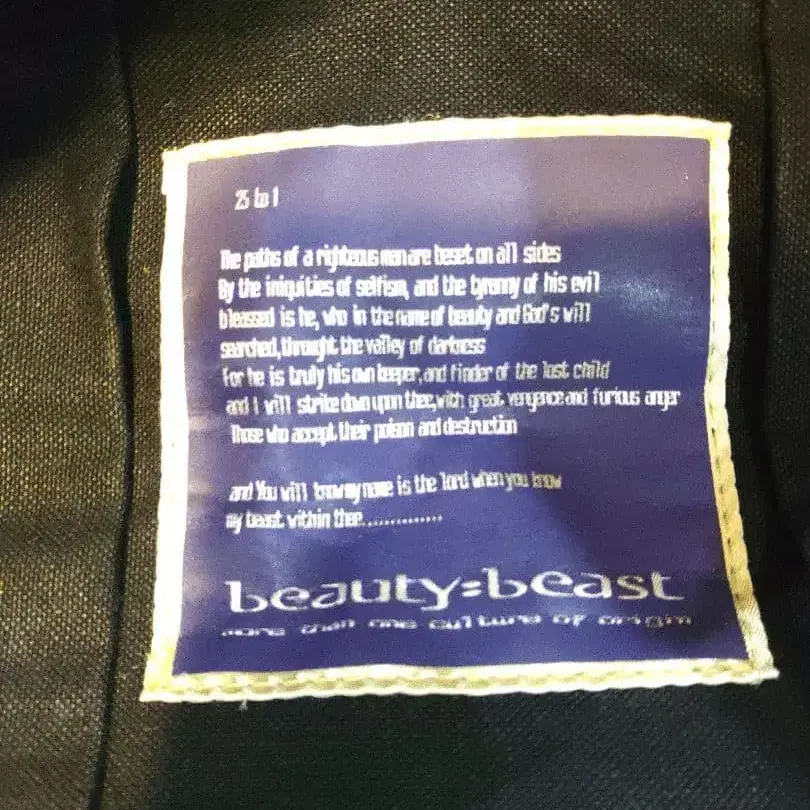 25 to 1
The paths of a righteous man are beset on all sides
By the iniquities of selfism, and the tyranny of his evil
bleassed is he, who in the name of beauty and God's will
searched, throught the valley of darkness
For he is truly his own keeper, and finder of the lost child
and I will strike down upon thee, with great vengence and furious anger
Those who accept, their poison and destruction
and You will know my name is the lord when you know
my beast within thee..............
beauty:beast
more than one culture of origin